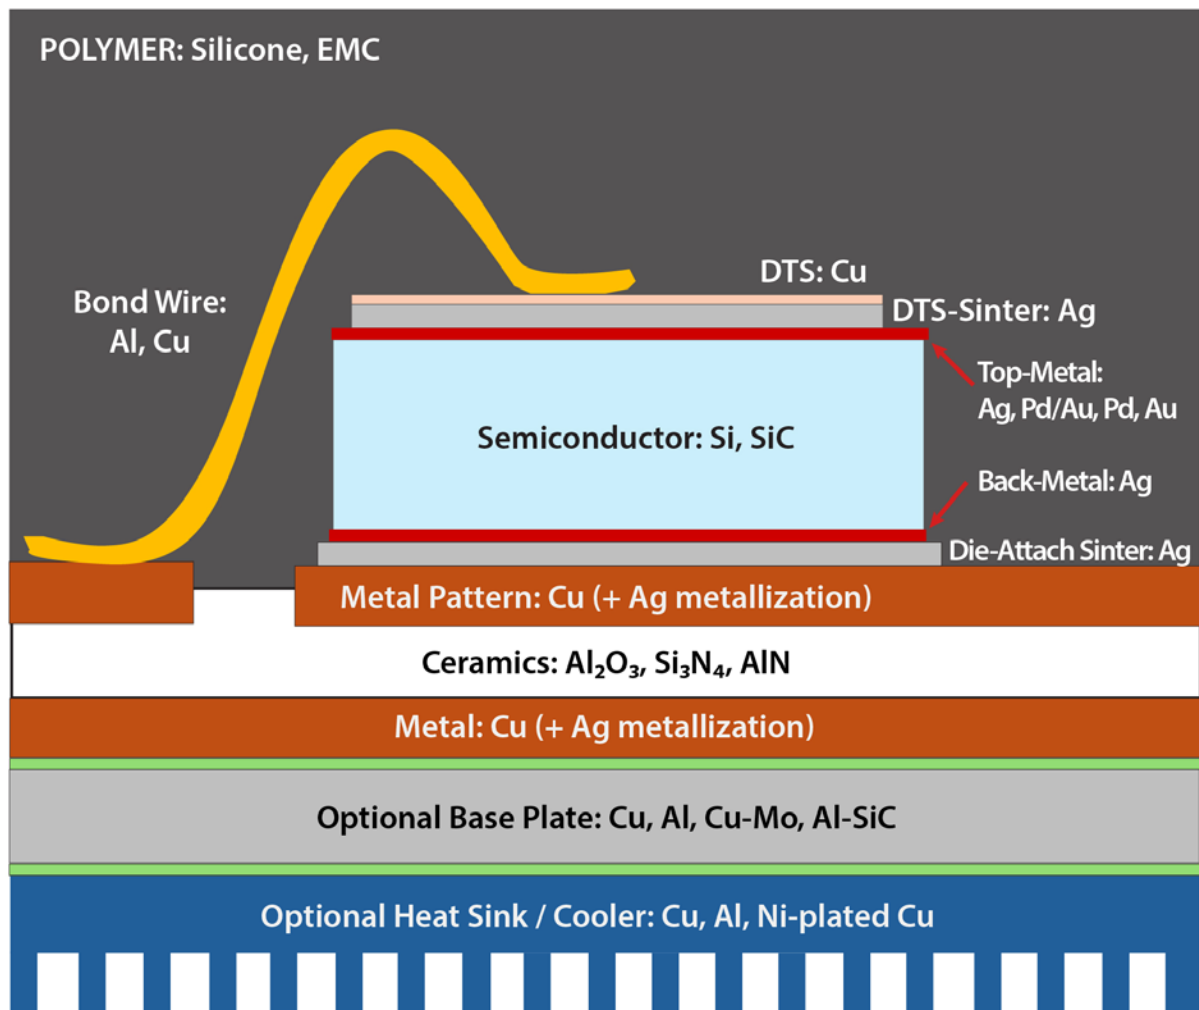 POLYMER: Silicone, EMC
Bond Wire:
Al, Cu
DTS: Cu
DTS-Sinter: Ag
Top-Metal:
Ag, Pd/Au, Pd, Au
Semiconductor: Si, SiC
Back-Metal: Ag
Die-Attach Sinter: Ag
Metal Pattern: Cu (+ Ag metallization)
Ceramics: Al₂O₃, Si₃N₄, AlN
Metal: Cu (+ Ag metallization)
Optional Base Plate: Cu, Al, Cu-Mo, Al-SiC
Optional Heat Sink / Cooler: Cu, Al, Ni-plated Cu